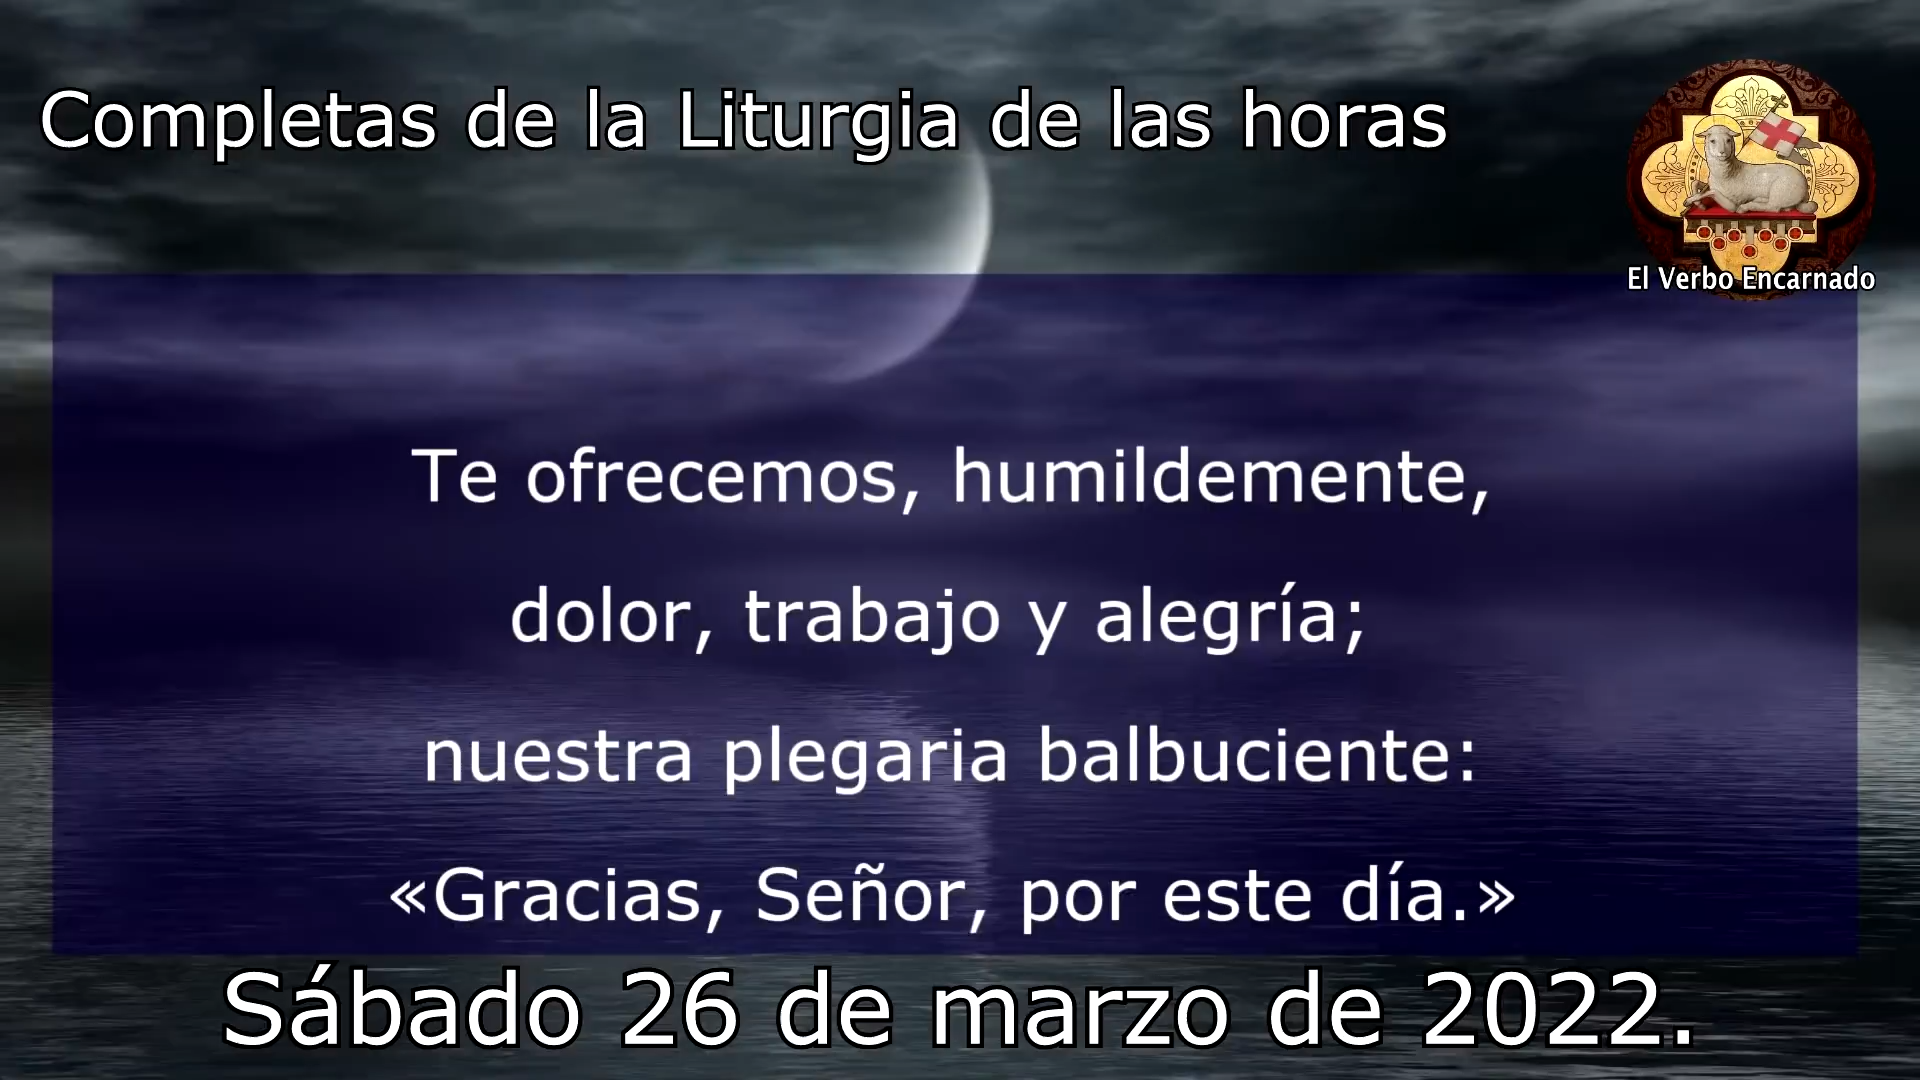 Completas de la Liturgia de las horas
El Verbo Encarnado
Te ofrecemos, humildemente,
dolor, trabajo y alegría;
nuestra plegaria balbuciente:
«Gracias, Señor, por este día.»
Sábado 26 de marzo de 2022.